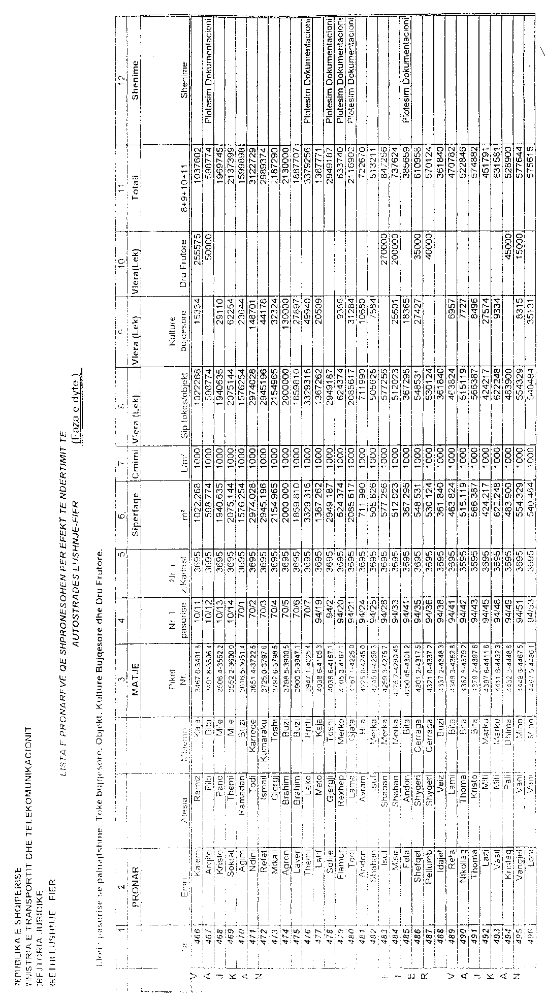 REPUBLIKA E SHQIPERISE
MINISTRIA E TRANSPORTIT DHE TELEKOMUNIKACIONIT
DREJTORIA JURIDIKE
RRETHI LUSHNJE FIER
LISTA E PRONAREVE QE SHPRONESOHEN PER EFEKT TE NDERTIMIT TE
AUTOSTRADES LUSHNJE-FIER
(Faza e dyte)
Lloji i pasurise se paluajtshme: Toke bujqesore, Objekt, Kulture Bujqesore dhe Dru Frutore.
1 2 3 4 5 6 7 8 9 10 11 12
PRONAR MATJE Siperfaqe Cmimi Vlera (Lek) Vlera (Lek) Vlera(Lek) Totali Shenime
Emri Atesia Mbiemri Piket Nr. Nr. i pasurise Nr. i z.Kadast m² L/m² Sip tokes/objekt Kulture bujqesore Dru Frutore 8+9+10+11 Shenime
V 466 Kujtim Ramiz Kaja 3467.0-3491.8 10/11 3695 1022.268 1000 1022268 15334 255575 1037602
A 467 Argile Pilo Bita 3491.8-3506.4 10/12 3695 598.774 1000 598774 50000 598774 Plotesim Dokumentacioni
J 468 Kristo Pano Mile 3506.4-3552.2 10/13 3695 1940.635 1000 1940635 29110 1969745
K 469 Sokrat Themi Mile 3552.2-3600.0 10/14 3695 2075.144 1000 2075144 62254 2137399
A 470 Agim Ramadan Buzi 3616.5-3651.4 70/1 3695 1576.254 1000 1576254 23644 1599898
N 471 Ndini Todi Karroqe 3651.4-3722.5 70/2 3695 2974.028 1000 2974028 148701 3122729
472 Refat Ismail Kumaraku 3725.0-3797.6 70/3 3695 2945.196 1000 2945196 44178 2989374
473 Mikail Gjergj Toshi 3797.6-3798.5 70/4 3695 2154.965 1000 2154965 32324 2187290
474 Agron Brahim Buzi 3798.5-3900.5 70/5 3695 2000.000 1000 2000000 130000 2130000
475 Laver Brahim Buzi 3900.5-3947.1 70/6 3695 1859.810 1000 1859810 27897 1887707
476 Themi Leko Prifti 3947.1-4025.4 70/7 3695 3329.316 1000 3329316 49940 3379256 Plotesim Dokumentacioni
477 Latif Meto Kaja 4038.6-4105.3 94/19 3695 1367.262 1000 1367262 20509 1387771
478 Sofije Gjergji Toshi 4038.6-4167.1 94/2 3695 2949.187 1000 2949187 2949187 Plotesim Dokumentacioni
479 Flamur Rexhep Merko 4105.3-4167.1 94/20 3695 624.374 1000 624374 9366 633740 Plotesim Dokumentacioni
480 Todi Lame Gjata 4167.1-4225.0 94/21 3695 2085.617 1000 2085617 31284 2116902 Plotesim Dokumentacioni
481 Andon Avram Hila 4225.0-4245.0 94/24 3695 711.990 1000 711990 10680 722670
482 Shaban Isuf Merka 4245.0-4259.3 94/25 3695 505.626 1000 505626 7584 513211
F 483 Isuf Shaban Merka 4259.3-4275.7 94/28 3695 577.256 1000 577256 270000 847256
I 484 Misir Shaban Merka 4275.7-4290.45 94/33 3695 512.023 1000 512023 25601 200000 737624
E 485 Feta Andon Bita 4290.45-4301.2 94/41 3695 367.295 1000 367295 18365 385659 Plotesim Dokumentacioni
R 486 Shefqet Shyqeri Cerraga 4301.2-4317.5 94/35 3695 548.531 1000 548531 27427 35000 610958
487 Pellumb Shyqeri Cerraga 4321.0-4337.2 94/36 3695 530.124 1000 530124 40000 570124
488 Idajet Veiz Buzi 4337.2-4348.3 94/38 3695 361.840 1000 361840 361840
V 489 Reta Lami Bita 4348.3-4362.8 94/41 3695 463.824 1000 463824 6957 470782
A 490 Nikollaq Thoma Bita 4362.8-4379.2 94/42 3695 515.119 1000 515119 7727 522846
J 491 Thoma Kristo Bita 4379.2-4397.6 94/43 3695 566.387 1000 566387 8496 574882
K 492 Lazi Miti Marku 4397.6-4411.6 94/45 3695 424.217 1000 424217 27574 451791
A 493 Vasil Miti Marku 4411.6-4432.3 94/48 3695 622.248 1000 622248 9334 631581
N 494 Kristaq Pali Dhima 4432.3-4448.6 94/49 3695 483.900 1000 483900 45000 528900
495 Vangjel Vani Mino 4448.6-4467.5 94/51 3695 554.329 1000 554329 8315 15000 577644
496 Loni Vani Mino 4467.5-4486.1 94/53 3695 540.484 1000 540484 35131 575615